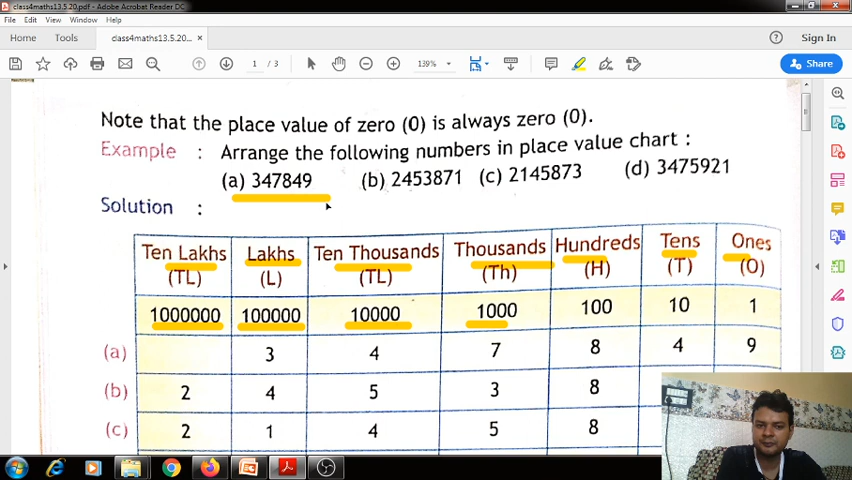 class4maths13.5.20.pdf - Adobe Acrobat Reader DC
File Edit View Window Help
Home Tools class4maths13.5.20... × Sign In
1 / 3 139% Share
Note that the place value of zero (0) is always zero (0).
Example : Arrange the following numbers in place value chart :
(a) 347849 (b) 2453871 (c) 2145873 (d) 3475921
Solution :
Ten Lakhs Lakhs Ten Thousands Thousands Hundreds Tens Ones
(TL) (L) (TL) (Th) (H) (T) (O)
1000000 100000 10000 1000 100 10 1
(a) 3 4 7 8 4 9
(b) 2 4 5 3 8
(c) 2 1 4 5 8